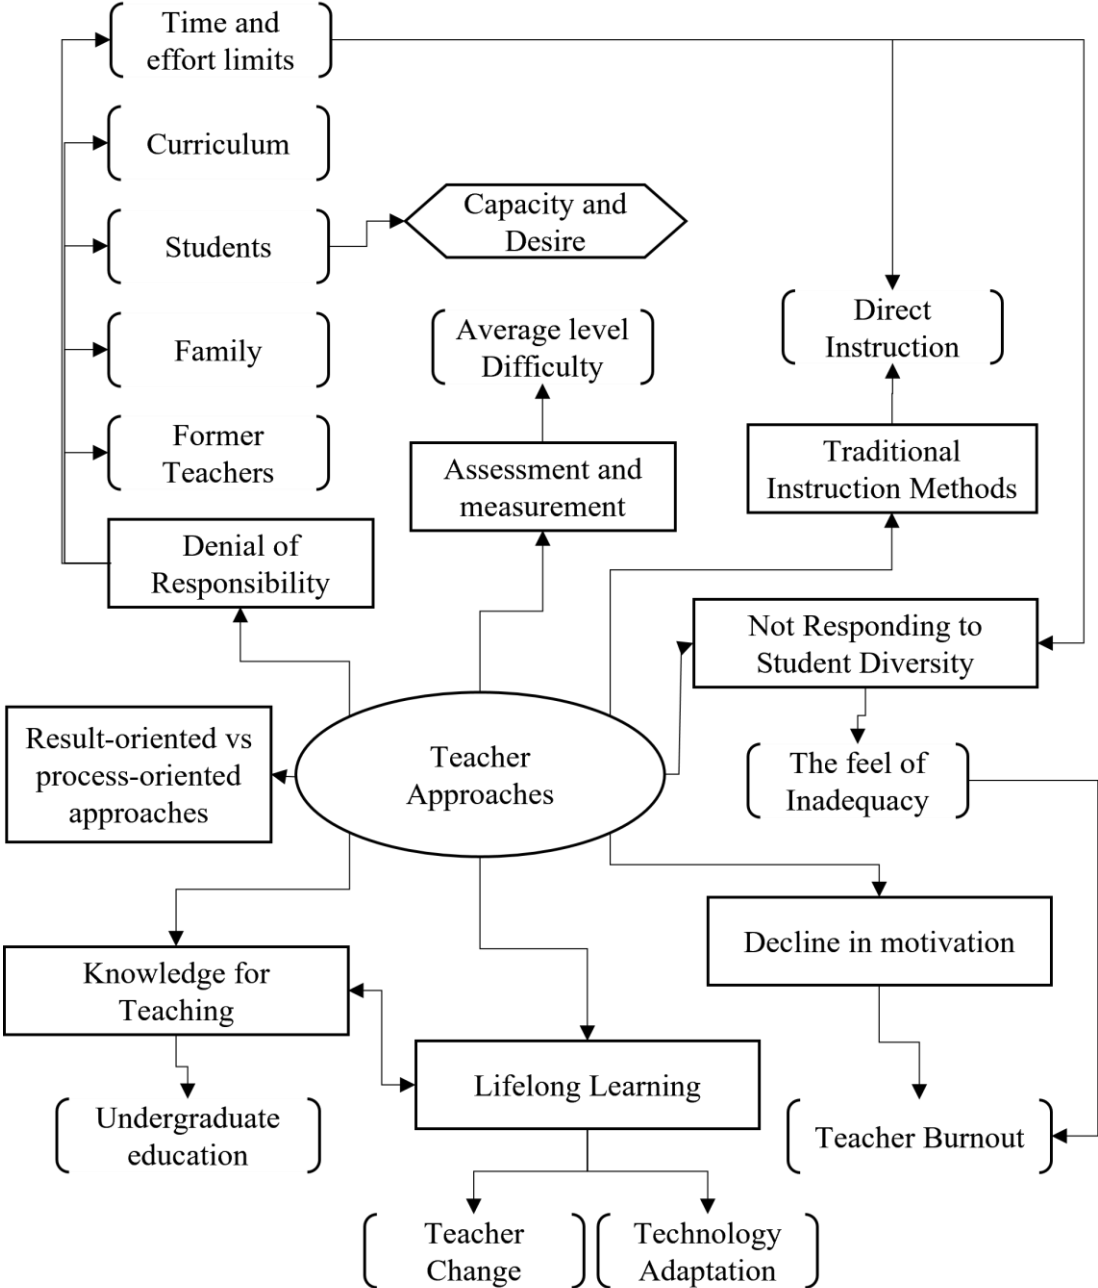 Time and
effort limits
Curriculum
Students
Capacity and
Desire
Family
Average level
Difficulty
Direct
Instruction
Former
Teachers
Assessment and
measurement
Traditional
Instruction Methods
Denial of
Responsibility
Not Responding to
Student Diversity
Result-oriented vs
process-oriented
approaches
Teacher
Approaches
The feel of
Inadequacy
Decline in motivation
Knowledge for
Teaching
Lifelong Learning
Undergraduate
education
Teacher Burnout
Teacher
Change
Technology
Adaptation